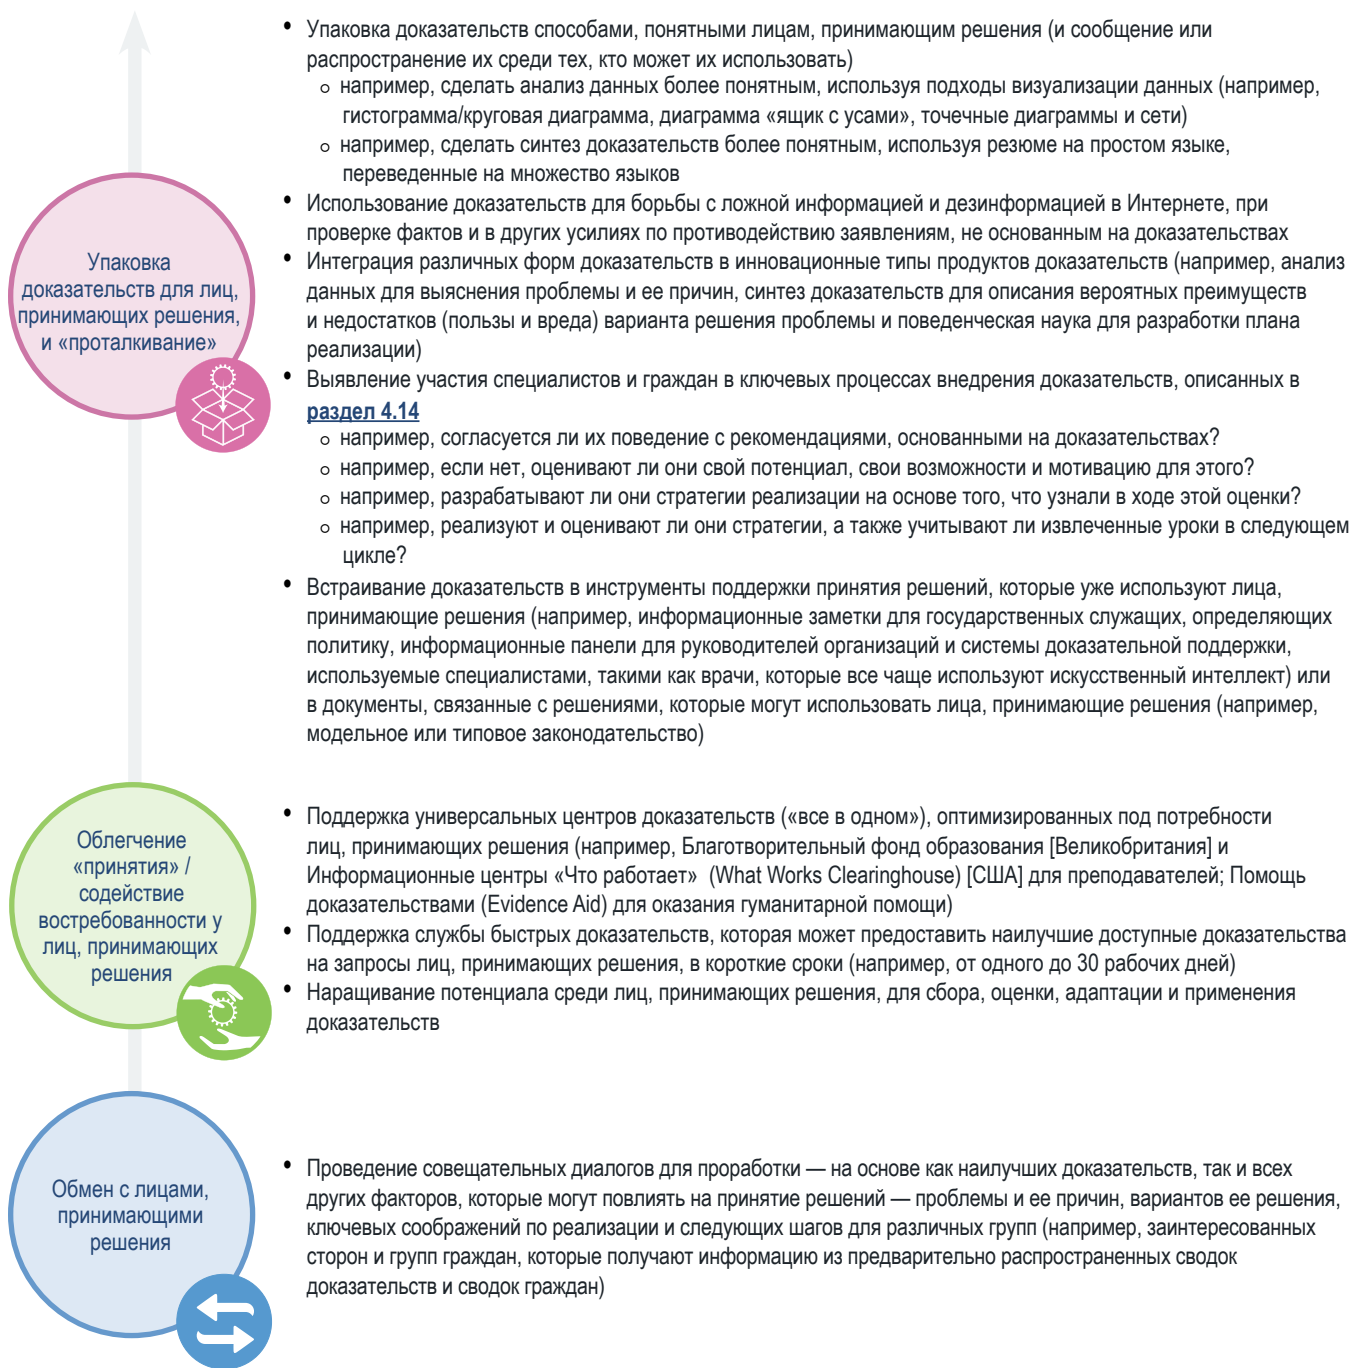 • Упаковка доказательств способами, понятными лицам, принимающим решения (и сообщение или
распространение их среди тех, кто может их использовать)
o например, сделать анализ данных более понятным, используя подходы визуализации данных (например,
гистограмма/круговая диаграмма, диаграмма «ящик с усами», точечные диаграммы и сети)
o например, сделать синтез доказательств более понятным, используя резюме на простом языке,
переведенные на множество языков
• Использование доказательств для борьбы с ложной информацией и дезинформацией в Интернете, при
проверке фактов и в других усилиях по противодействию заявлениям, не основанным на доказательствах
• Интеграция различных форм доказательств в инновационные типы продуктов доказательств (например, анализ
данных для выяснения проблемы и ее причин, синтез доказательств для описания вероятных преимуществ
и недостатков (пользы и вреда) варианта решения проблемы и поведенческая наука для разработки плана
реализации)
• Выявление участия специалистов и граждан в ключевых процессах внедрения доказательств, описанных в
раздел 4.14
o например, согласуется ли их поведение с рекомендациями, основанными на доказательствах?
o например, если нет, оценивают ли они свой потенциал, свои возможности и мотивацию для этого?
o например, разрабатывают ли они стратегии реализации на основе того, что узнали в ходе этой оценки?
o например, реализуют и оценивают ли они стратегии, а также учитывают ли извлеченные уроки в следующем
цикле?
• Встраивание доказательств в инструменты поддержки принятия решений, которые уже используют лица,
принимающие решения (например, информационные заметки для государственных служащих, определяющих
политику, информационные панели для руководителей организаций и системы доказательной поддержки,
используемые специалистами, такими как врачи, которые все чаще используют искусственный интеллект) или
в документы, связанные с решениями, которые могут использовать лица, принимающие решения (например,
модельное или типовое законодательство)
Упаковка
доказательств для лиц,
принимающих решения,
и «проталкивание»
• Поддержка универсальных центров доказательств («все в одном»), оптимизированных под потребности
лиц, принимающих решения (например, Благотворительный фонд образования [Великобритания] и
Информационные центры «Что работает» (What Works Clearinghouse) [США] для преподавателей; Помощь
доказательствами (Evidence Aid) для оказания гуманитарной помощи)
• Поддержка службы быстрых доказательств, которая может предоставить наилучшие доступные доказательства
на запросы лиц, принимающих решения, в короткие сроки (например, от одного до 30 рабочих дней)
• Наращивание потенциала среди лиц, принимающих решения, для сбора, оценки, адаптации и применения
доказательств
Облегчение
«принятия» /
содействие
востребованности у
лиц, принимающих
решения
• Проведение совещательных диалогов для проработки — на основе как наилучших доказательств, так и всех
других факторов, которые могут повлиять на принятие решений — проблемы и ее причин, вариантов ее решения,
ключевых соображений по реализации и следующих шагов для различных групп (например, заинтересованных
сторон и групп граждан, которые получают информацию из предварительно распространенных сводок
доказательств и сводок граждан)
Обмен с лицами,
принимающими
решения